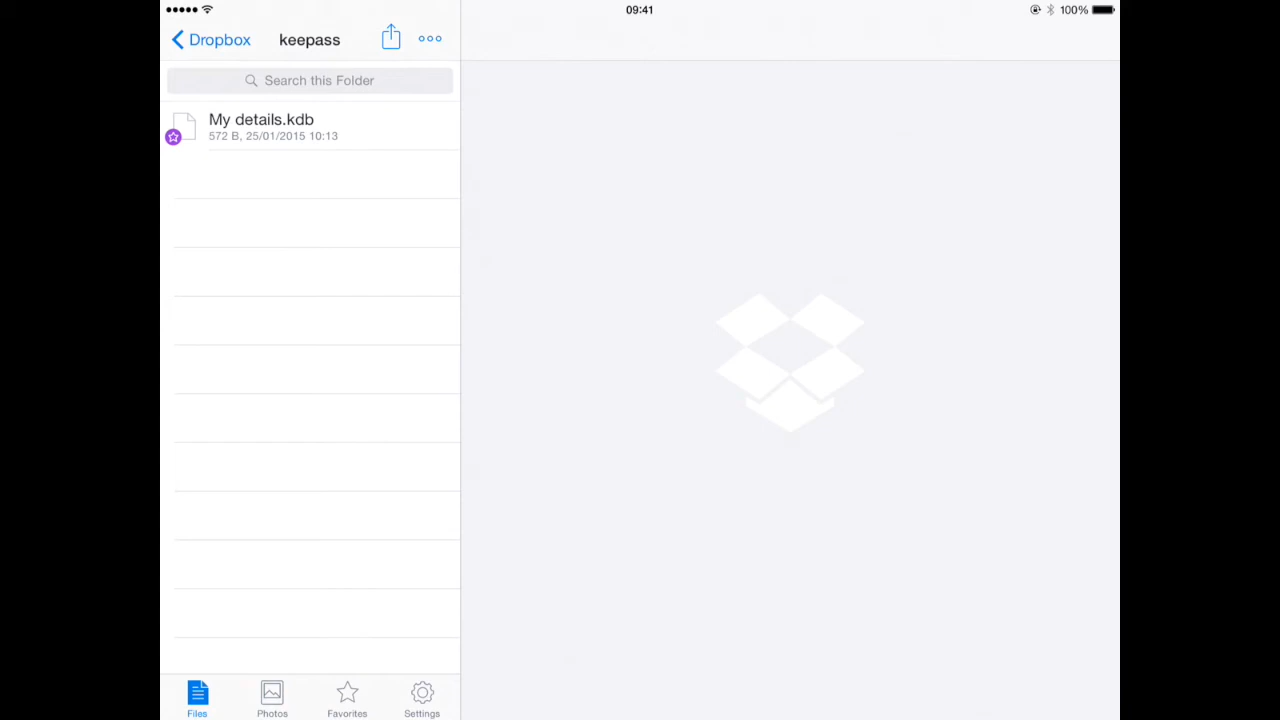 09:41
100%
Dropbox
keepass
Search this Folder
My details.kdb
572 B, 25/01/2015 10:13
Files
Photos
Favorites
Settings